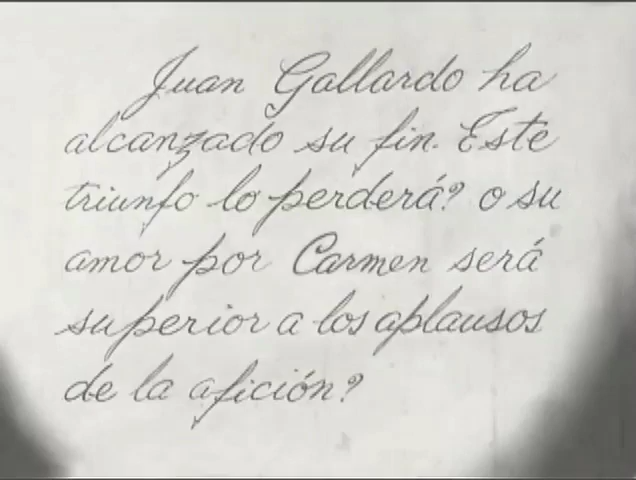 Juan Gallardo ha
alcanzado su fin. Este
triunfo lo perderá? o su
amor por Carmen será
superior a los aplausos
de la afición?